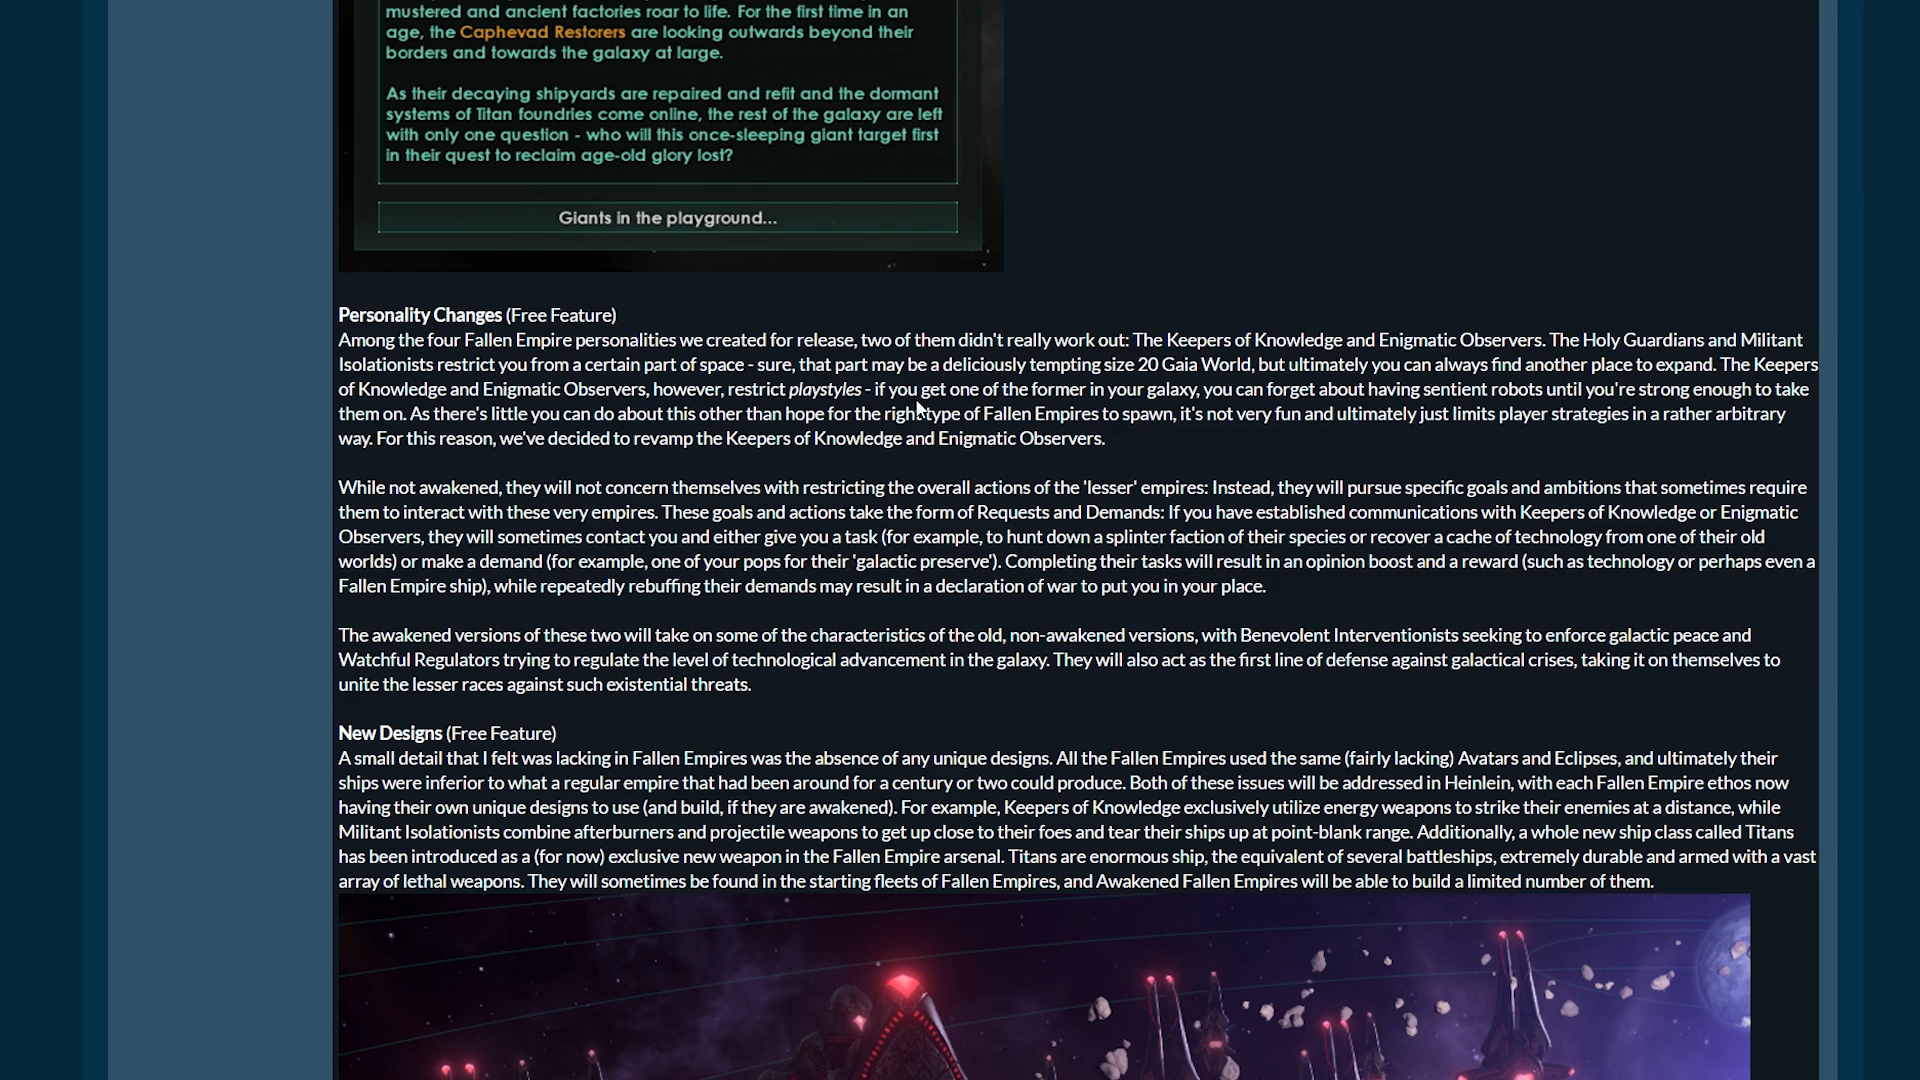 mustered and ancient factories roar to life. For the first time in an
age, the Caphevad Restorers are looking outwards beyond their
borders and towards the galaxy at large.
As their decaying shipyards are repaired and refit and the dormant
systems of Titan foundries come online, the rest of the galaxy are left
with only one question - who will this once-sleeping giant target first
in their quest to reclaim age-old glory lost?
Giants in the playground...
Personality Changes (Free Feature)
Among the four Fallen Empire personalities we created for release, two of them didn't really work out: The Keepers of Knowledge and Enigmatic Observers. The Holy Guardians and Militant
Isolationists restrict you from a certain part of space - sure, that part may be a deliciously tempting size 20 Gaia World, but ultimately you can always find another place to expand. The Keepers
of Knowledge and Enigmatic Observers, however, restrict playstyles - if you get one of the former in your galaxy, you can forget about having sentient robots until you're strong enough to take
them on. As there's little you can do about this other than hope for the right type of Fallen Empires to spawn, it's not very fun and ultimately just limits player strategies in a rather arbitrary
way. For this reason, we've decided to revamp the Keepers of Knowledge and Enigmatic Observers.
While not awakened, they will not concern themselves with restricting the overall actions of the 'lesser' empires: Instead, they will pursue specific goals and ambitions that sometimes require
them to interact with these very empires. These goals and actions take the form of Requests and Demands: If you have established communications with Keepers of Knowledge or Enigmatic
Observers, they will sometimes contact you and either give you a task (for example, to hunt down a splinter faction of their species or recover a cache of technology from one of their old
worlds) or make a demand (for example, one of your pops for their 'galactic preserve'). Completing their tasks will result in an opinion boost and a reward (such as technology or perhaps even a
Fallen Empire ship), while repeatedly rebuffing their demands may result in a declaration of war to put you in your place.
The awakened versions of these two will take on some of the characteristics of the old, non-awakened versions, with Benevolent Interventionists seeking to enforce galactic peace and
Watchful Regulators trying to regulate the level of technological advancement in the galaxy. They will also act as the first line of defense against galactical crises, taking it on themselves to
unite the lesser races against such existential threats.
New Designs (Free Feature)
A small detail that I felt was lacking in Fallen Empires was the absence of any unique designs. All the Fallen Empires used the same (fairly lacking) Avatars and Eclipses, and ultimately their
ships were inferior to what a regular empire that had been around for a century or two could produce. Both of these issues will be addressed in Heinlein, with each Fallen Empire ethos now
having their own unique designs to use (and build, if they are awakened). For example, Keepers of Knowledge exclusively utilize energy weapons to strike their enemies at a distance, while
Militant Isolationists combine afterburners and projectile weapons to get up close to their foes and tear their ships up at point-blank range. Additionally, a whole new ship class called Titans
has been introduced as a (for now) exclusive new weapon in the Fallen Empire arsenal. Titans are enormous ship, the equivalent of several battleships, extremely durable and armed with a vast
array of lethal weapons. They will sometimes be found in the starting fleets of Fallen Empires, and Awakened Fallen Empires will be able to build a limited number of them.